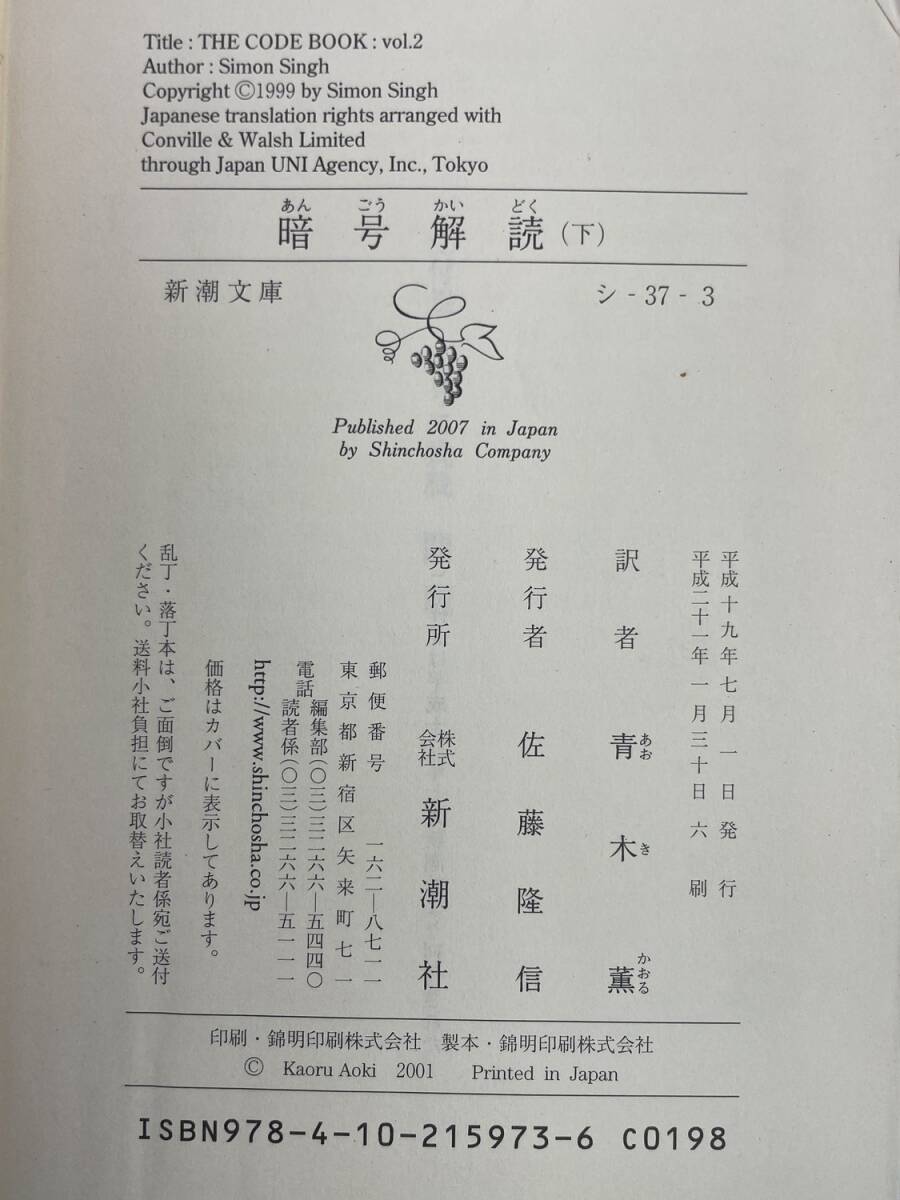 Title : THE CODE BOOK : vol.2
Author : Simon Singh
Copyright ©1999 by Simon Singh
Japanese translation rights arranged with
Conville & Walsh Limited
through Japan UNI Agency, Inc., Tokyo
あん ごう かい どく
暗号解読(下)
新潮文庫
シ - 37 - 3
Published 2007 in Japan
by Shinchosha Company
平成十九年七月一日発行
平成二十一年一月三十日六刷
訳者 青木薫
あお き かおる
発行者 佐藤隆信
発行所 株式会社 新潮社
郵便番号 一六二―八七一一
東京都新宿区矢来町七一
電話 編集部(〇三)三二六六―五四四〇
読者係(〇三)三二六六―五一一一
http://www.shinchosha.co.jp
価格はカバーに表示してあります。
乱丁・落丁本は、ご面倒ですが小社読者係宛ご送付
ください。送料小社負担にてお取替えいたします。
印刷・錦明印刷株式会社 製本・錦明印刷株式会社
© Kaoru Aoki 2001 Printed in Japan
ISBN978-4-10-215973-6 C0198